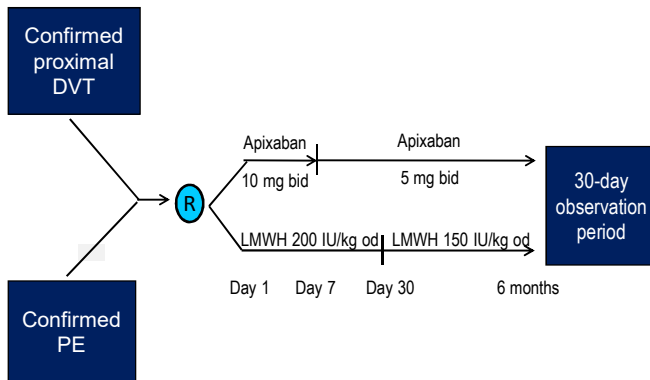 Confirmed
proximal
DVT
Apixaban
10 mg bid
Apixaban
5 mg bid
R
30-day
observation
period
LMWH 200 IU/kg od
LMWH 150 IU/kg od
Day 1
Day 7
Day 30
6 months
Confirmed
PE